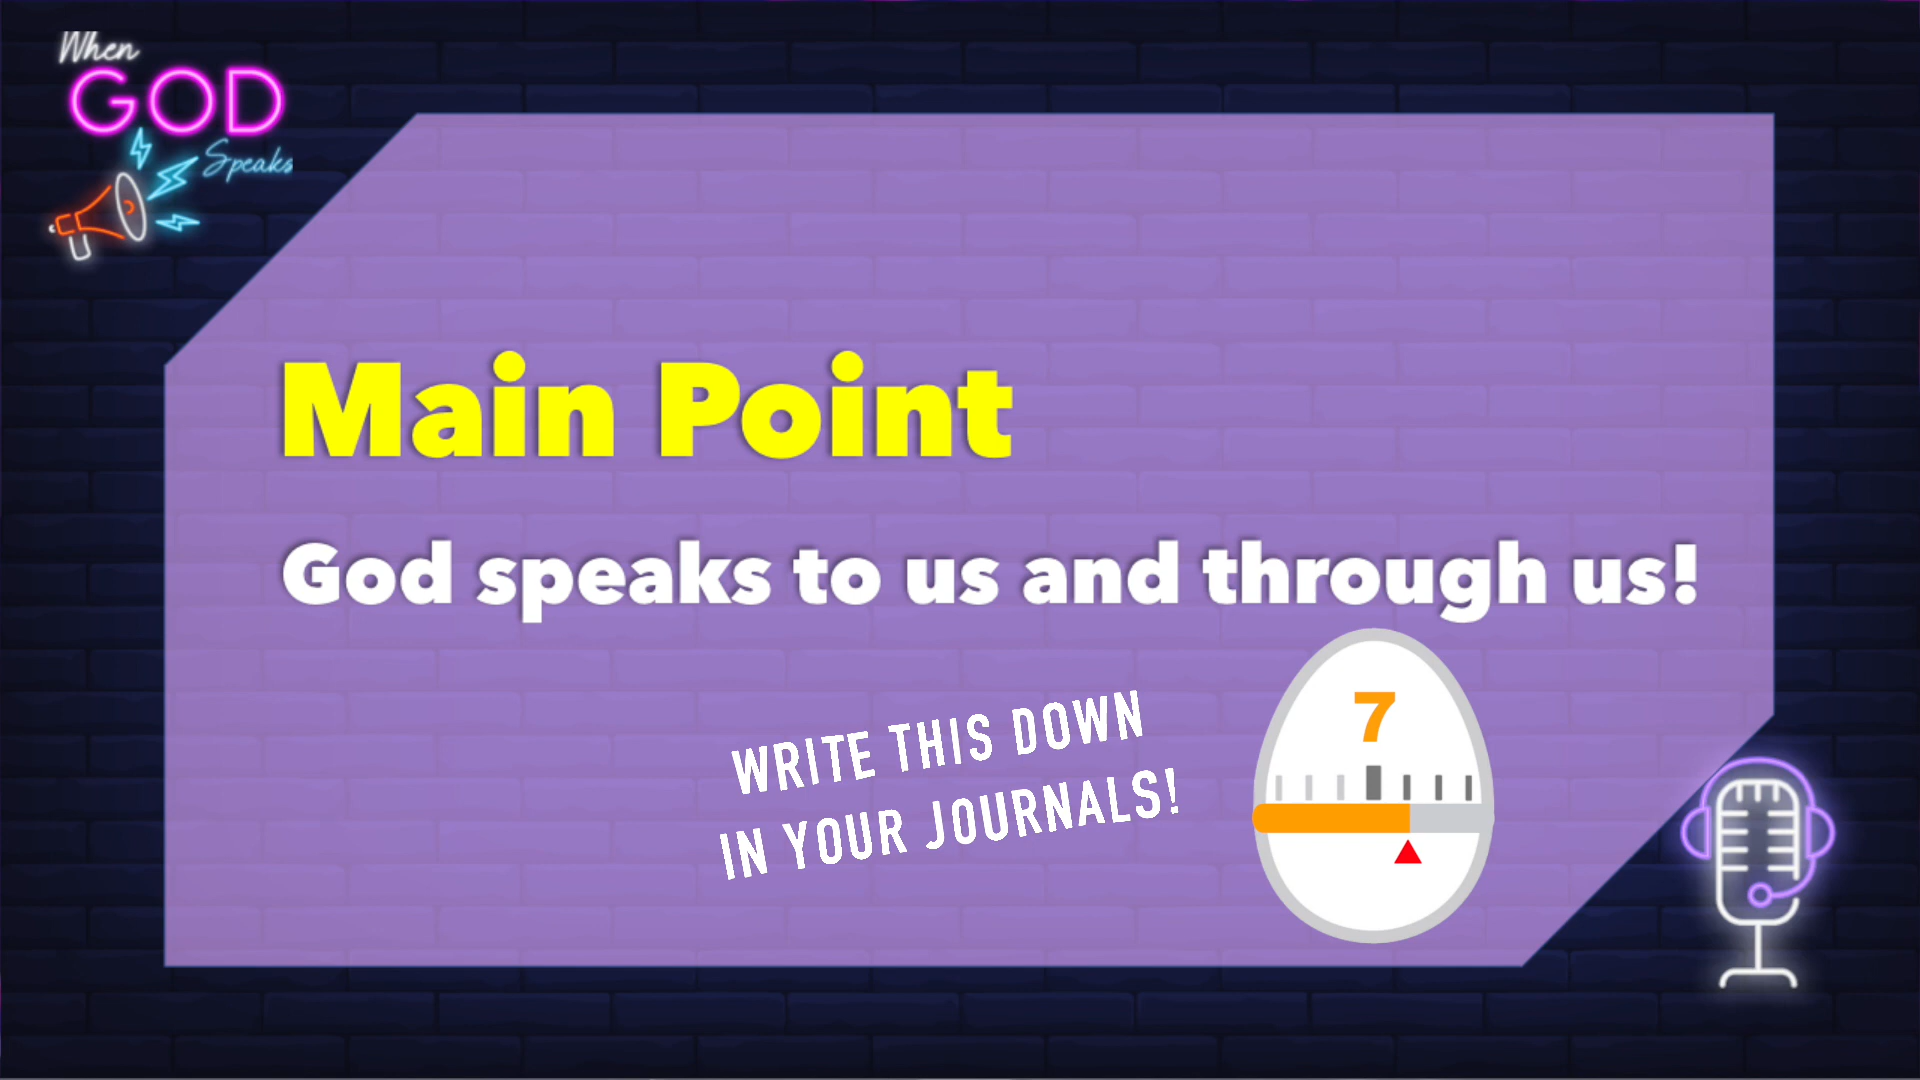 When
GOD
Speaks
Main Point
God speaks to us and through us!
WRITE THIS DOWN
IN YOUR JOURNALS!
7